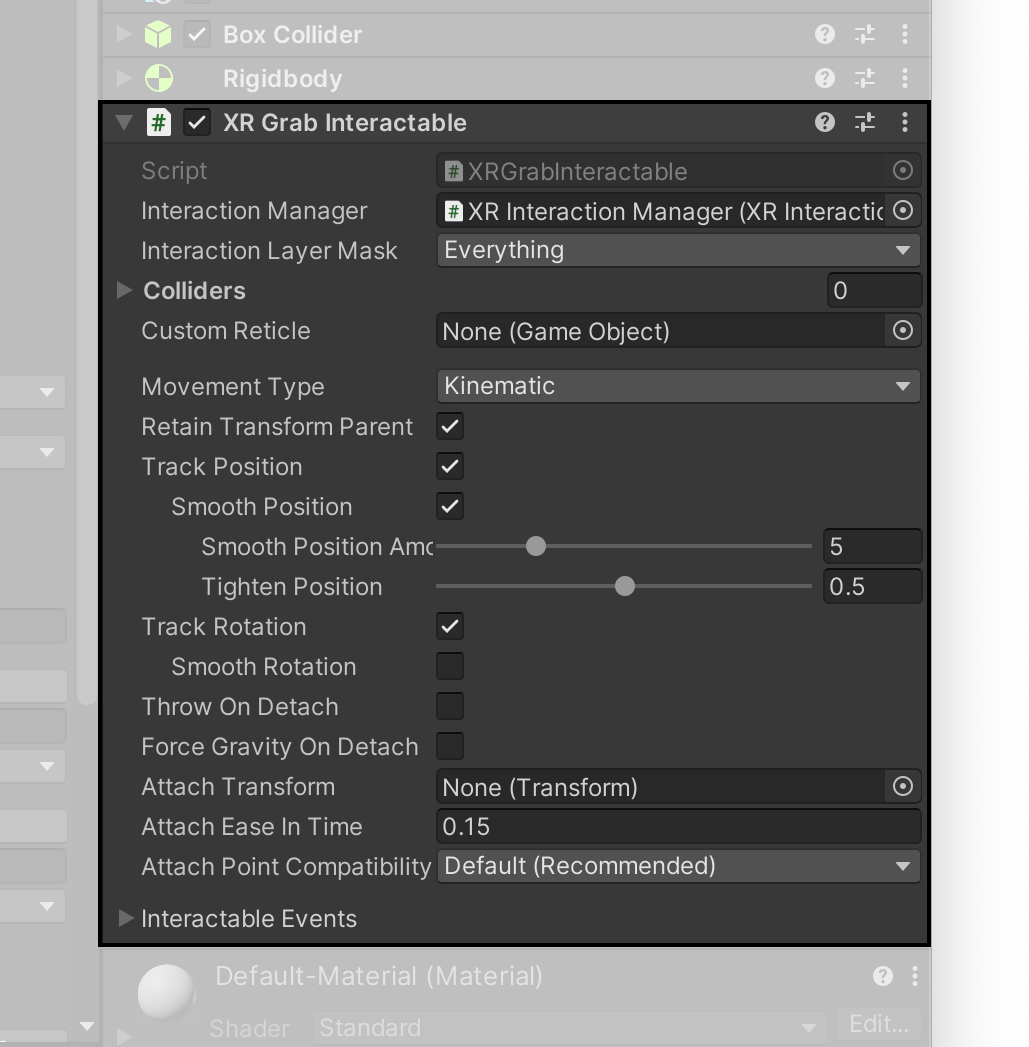 Box Collider
Rigidbody
XR Grab Interactable
Script XRGrabInteractable
Interaction Manager XR Interaction Manager (XR Interactic
Interaction Layer Mask Everything
Colliders 0
Custom Reticle None (Game Object)
Movement Type Kinematic
Retain Transform Parent
Track Position
Smooth Position
Smooth Position Amo 5
Tighten Position 0.5
Track Rotation
Smooth Rotation
Throw On Detach
Force Gravity On Detach
Attach Transform None (Transform)
Attach Ease In Time 0.15
Attach Point Compatibility Default (Recommended)
Interactable Events
Default-Material (Material)
Shader Standard Edit...